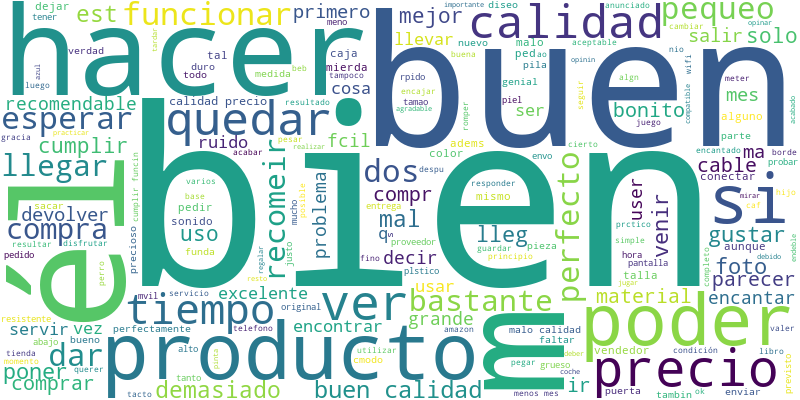 dejar
tener
est
funcionar
primero
mejor
calidad
importante
diseo
anunciado
pequeo
cambiar
opinar
hacer
buen
tardar
meno
verdad
azul
luego
tal
duro
todo
caja
mierda
tampoco
cosa
llevar
nuevo
malo
pedao
pila
aceptable
opinin
buena
algn
nio
wifi
salir
solo
medida
beb
recomendable
calidad precio
resultado
rpido
encajar
tamao
agradable
genial
piel
ser
romper
seguir
bonito
compatible
mes
meter
alguno
acabado
esperar
quedar
ruido
fcil
gracia
practicar
cumplir
acabar
pesar
realizar
adems
color
juego
envo
cierto
parte
ma
encantado
borde
probar
llegar
él
bien
dos
compr
despu
cable
conectar
si
varios
base
pedir
recomeir
problema
mucho
posible
mal
responder
mismo
perfecto
user
venir
mirar
caf
hijo
sacar
devolver
compra
cumplir funcin
uso
sonido
funda
justo
entrega
qs
lleg
proveedor
guardar
pieza
prctico
simple
gustar
completo
debido
endeble
resultar
disfrutar
precioso
regalar
fino
decir
plstico
principio
hora
pantalla
talla
aunque
foto
parecer
pedido
perro
mvil
servicio
excelente
resto
usar
bastante
material
jugar
encantar
resistente
tiempo
original
ver
grande
m
poder
servir
vez
perfectamente
telefono
encontrar
abajo
bueno
producto
amazon
malo calidad
faltar
vendedor
condición
valer
tienda
momento
dar
querer
alto
punta
utilizar
cmodo
pegar
grueso
deber
coche
precio
libro
previsto
poner
comprar
tanto
tacto
demasiado
buen calidad
menos mes
ir
puerta
tambin
ok
enviar